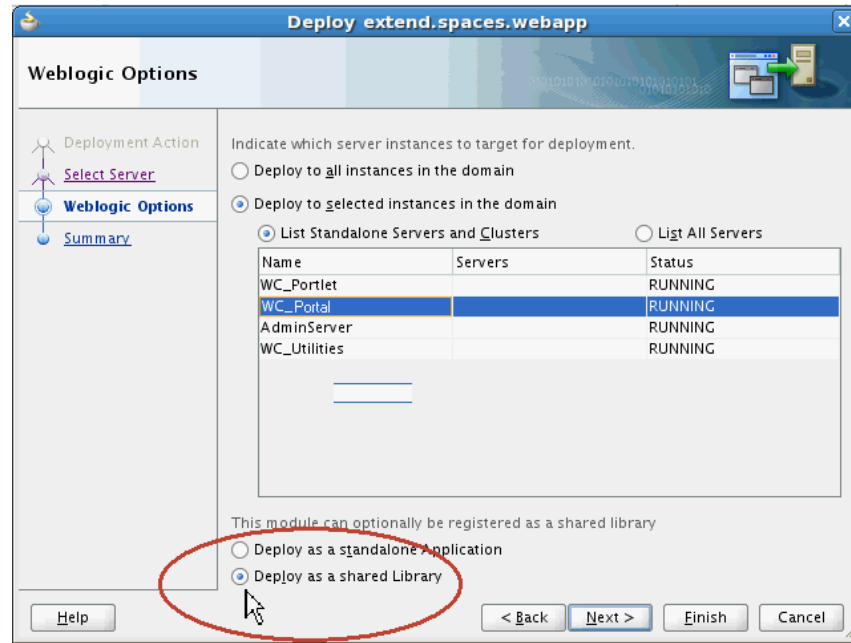 Deploy extend.spaces.webapp
Weblogic Options
Deployment Action
Select Server
Weblogic Options
Summary
Indicate which server instances to target for deployment.
Deploy to all instances in the domain
Deploy to selected instances in the domain
List Standalone Servers and Clusters
List All Servers
Name Servers Status
WC_Portlet RUNNING
WC_Portal RUNNING
AdminServer RUNNING
WC_Utilities RUNNING
This module can optionally be registered as a shared library
Deploy as a standalone Application
Deploy as a shared Library
Help
< Back
Next >
Finish
Cancel